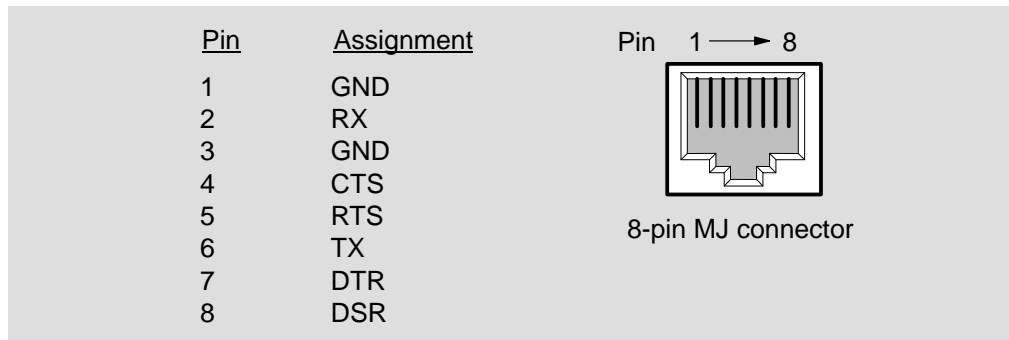 Pin Assignment
1 GND
2 RX
3 GND
4 CTS
5 RTS
6 TX
7 DTR
8 DSR
Pin 1 → 8
8-pin MJ connector